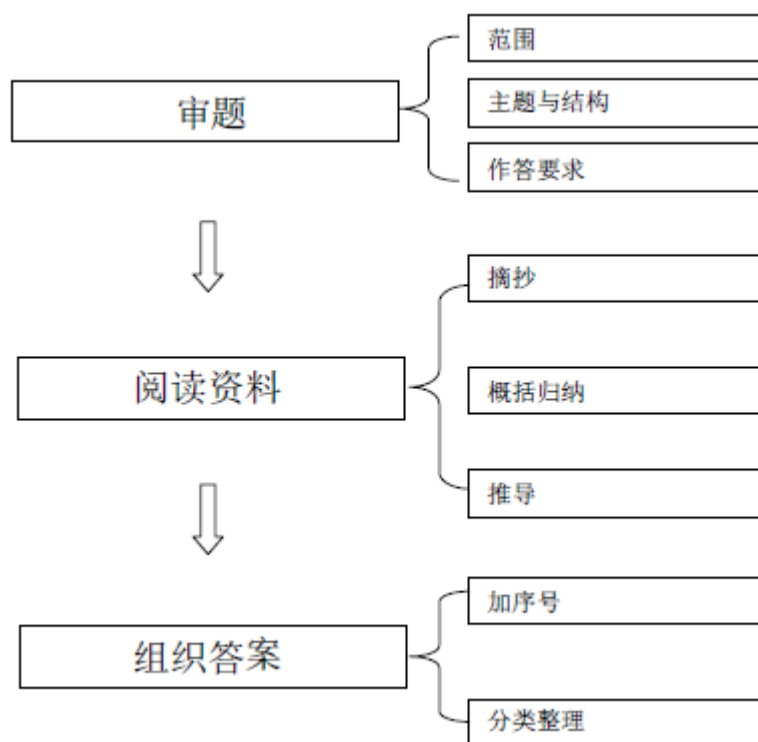 审题
范围
主题与结构
作答要求
阅读资料
摘抄
概括归纳
推导
组织答案
加序号
分类整理